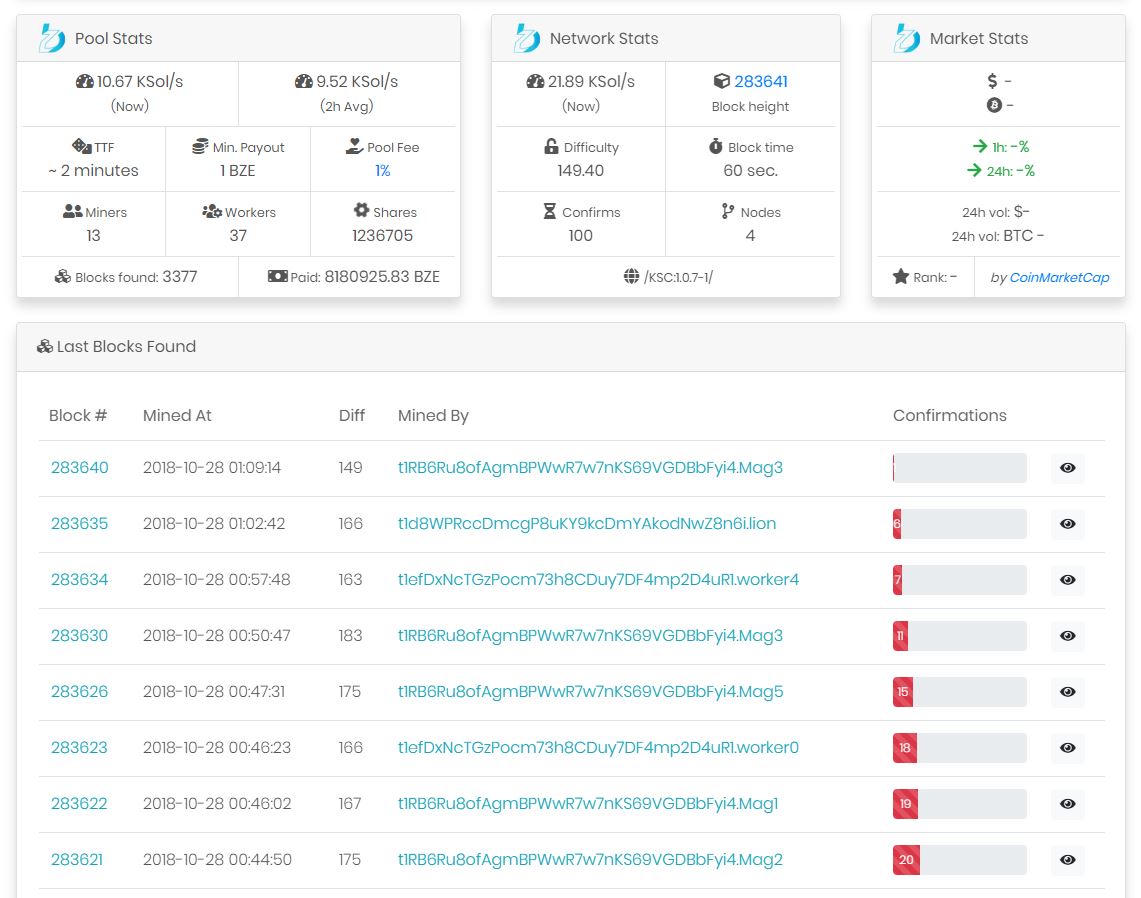 Pool Stats
10.67 KSol/s
(Now)
9.52 KSol/s
(2h Avg)
TTF
~ 2 minutes
Min. Payout
1 BZE
Pool Fee
1%
Miners
13
Workers
37
Shares
1236705
Blocks found: 3377
Paid: 8180925.83 BZE
Network Stats
21.89 KSol/s
(Now)
283641
Block height
Difficulty
149.40
Block time
60 sec.
Confirms
100
Nodes
4
/KSC:1.0.7-1/
Market Stats
$ -
-
1h: -%
24h: -%
24h vol: $-
24h vol: BTC -
Rank: -
by CoinMarketCap
Last Blocks Found
Block # Mined At Diff Mined By Confirmations
283640 2018-10-28 01:09:14 149 t1RB6Ru8ofAgmBPWwR7w7nKS69VGDBbFyi4.Mag3
283635 2018-10-28 01:02:42 166 t1d8WPRccDmcgP8uKY9kcDmYAkodNwZ8n6i.lion 6
283634 2018-10-28 00:57:48 163 t1efDxNcTGzPocm73h8CDuy7DF4mp2D4uR1.worker4 7
283630 2018-10-28 00:50:47 183 t1RB6Ru8ofAgmBPWwR7w7nKS69VGDBbFyi4.Mag3 11
283626 2018-10-28 00:47:31 175 t1RB6Ru8ofAgmBPWwR7w7nKS69VGDBbFyi4.Mag5 15
283623 2018-10-28 00:46:23 166 t1efDxNcTGzPocm73h8CDuy7DF4mp2D4uR1.worker0 18
283622 2018-10-28 00:46:02 167 t1RB6Ru8ofAgmBPWwR7w7nKS69VGDBbFyi4.Mag1 19
283621 2018-10-28 00:44:50 175 t1RB6Ru8ofAgmBPWwR7w7nKS69VGDBbFyi4.Mag2 20